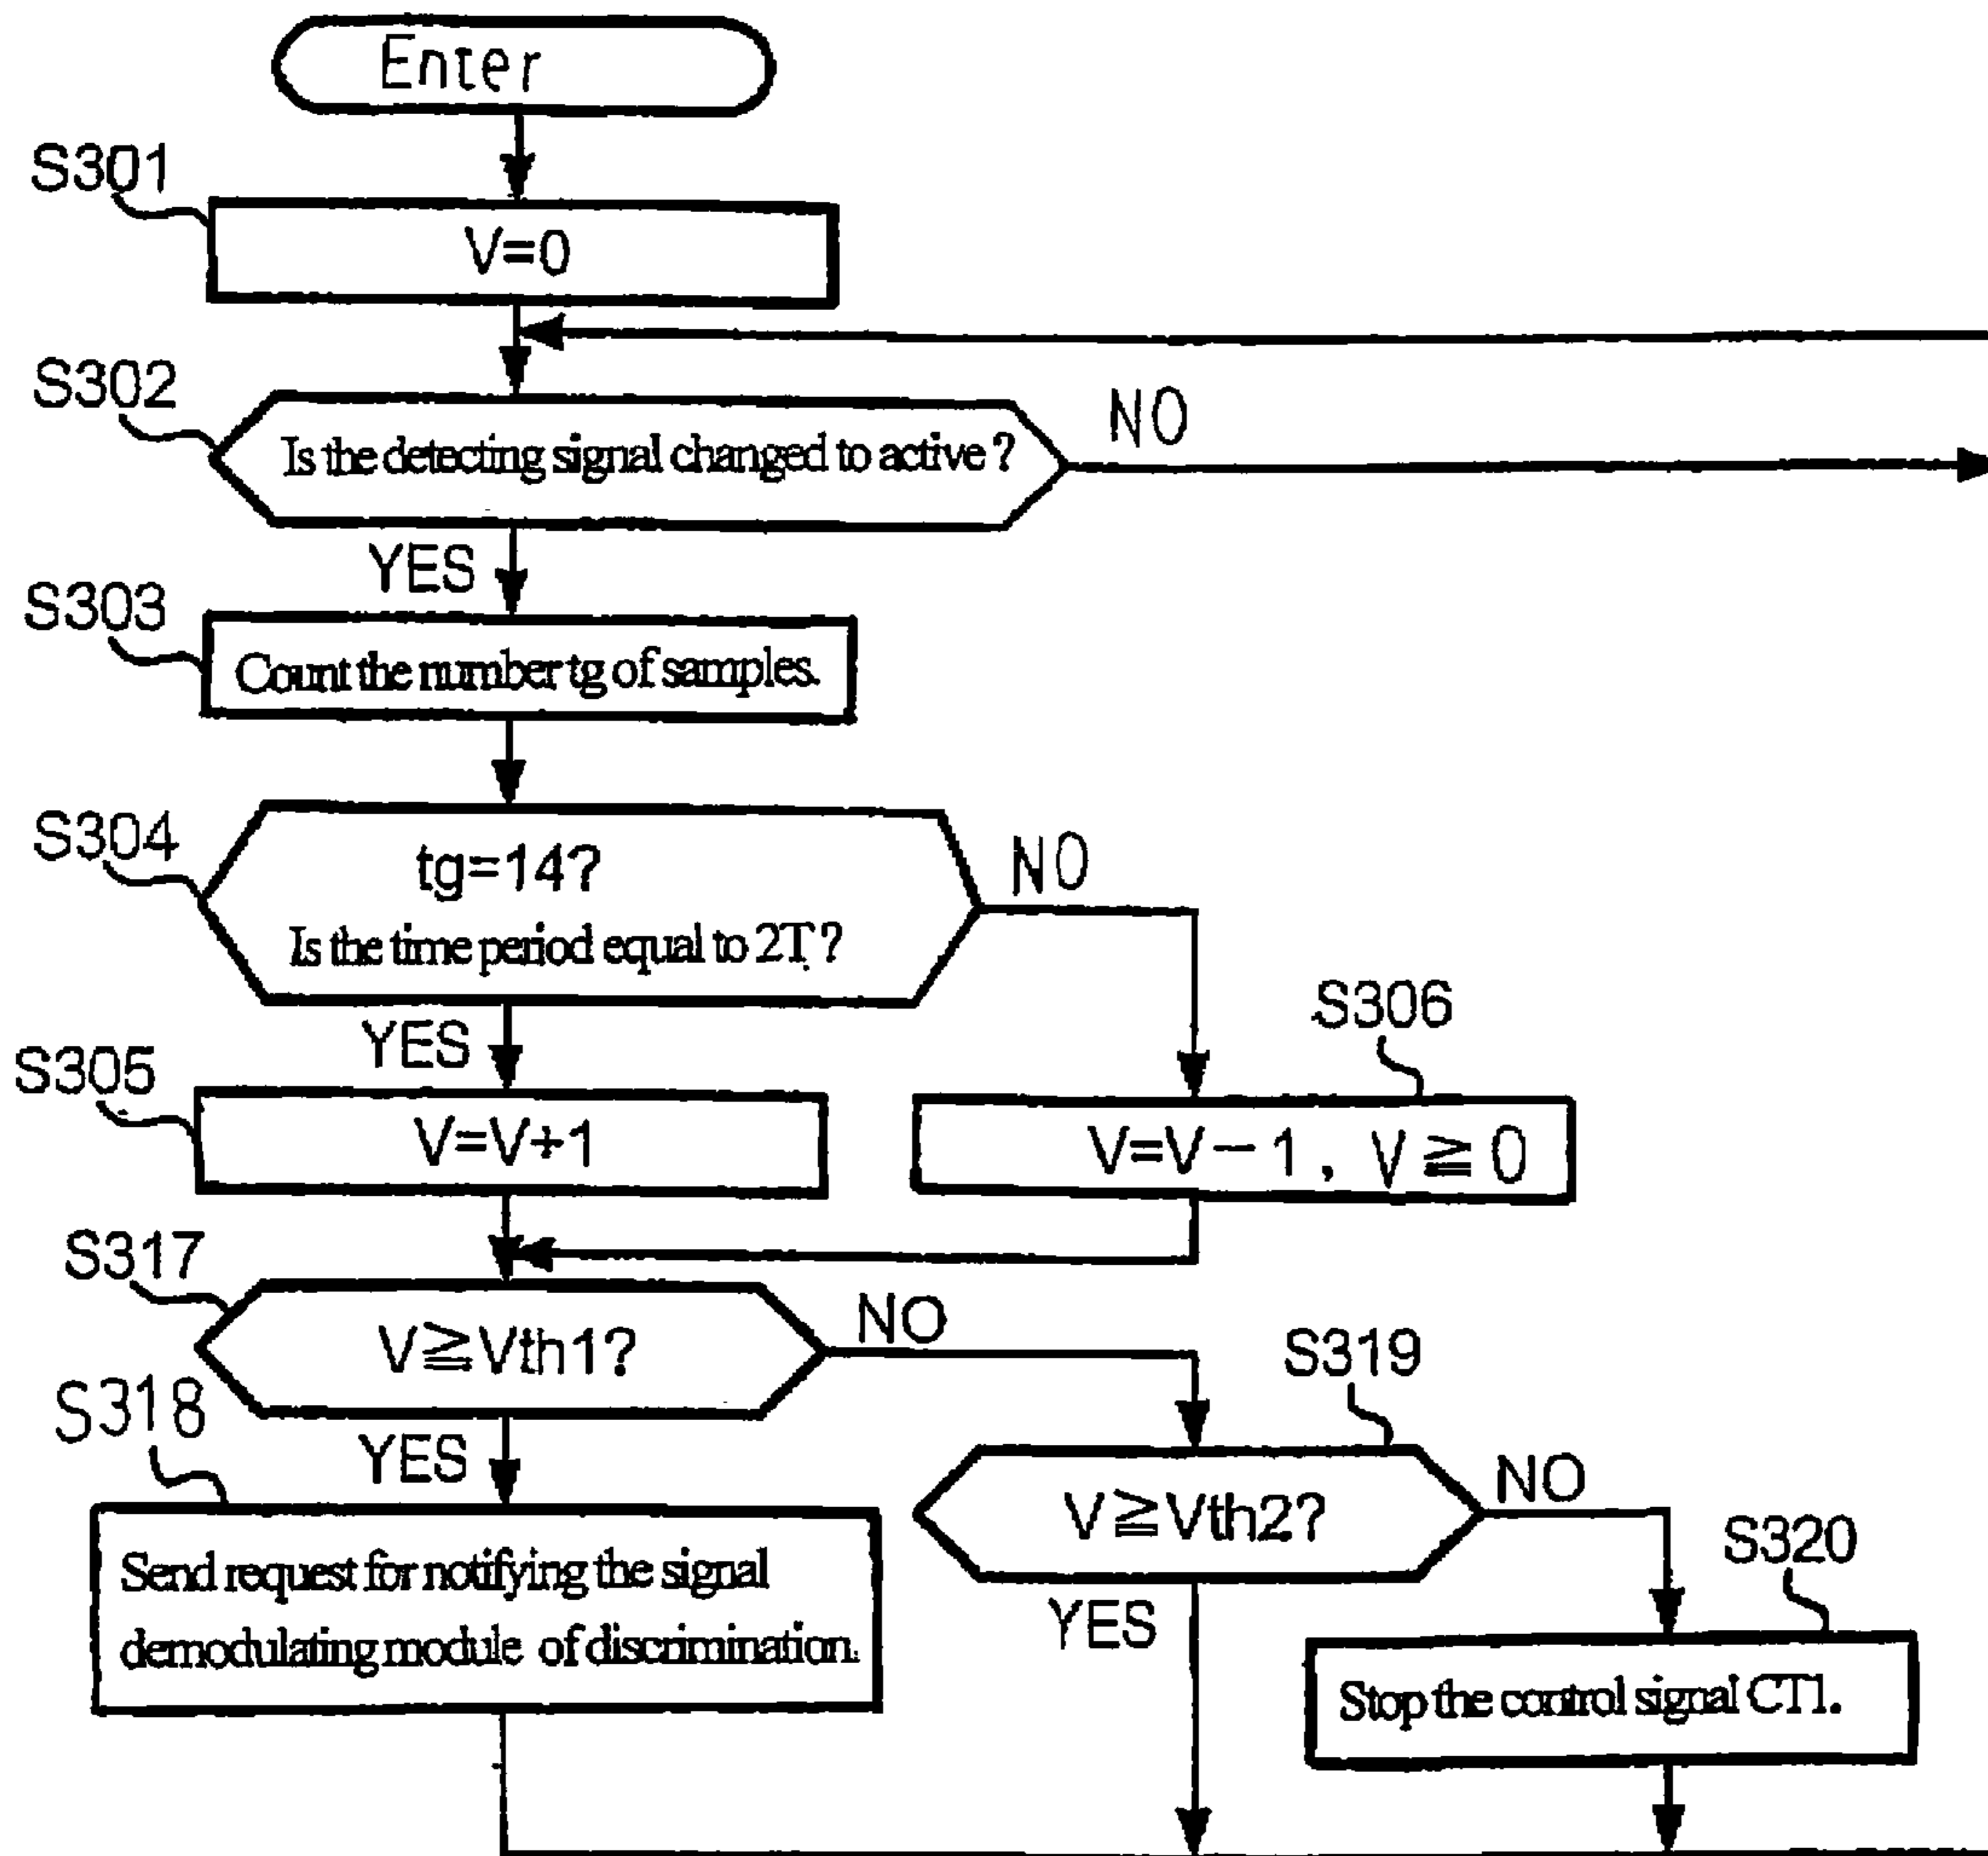 Enter
S301
V=0
S302
Is the detecting signal changed to active?
NO
YES
S303
Count the number tg of samples.
S304
tg=14?
Is the time period equal to 2T?
NO
YES
S306
S305
V=V+1
V=V-1, V≧0
S317
V≧Vth1?
NO
S319
S318
YES
V≧Vth2?
NO
S320
Send request for notifying the signal
demodulating module of discrimination.
YES
Stop the control signal CT1.